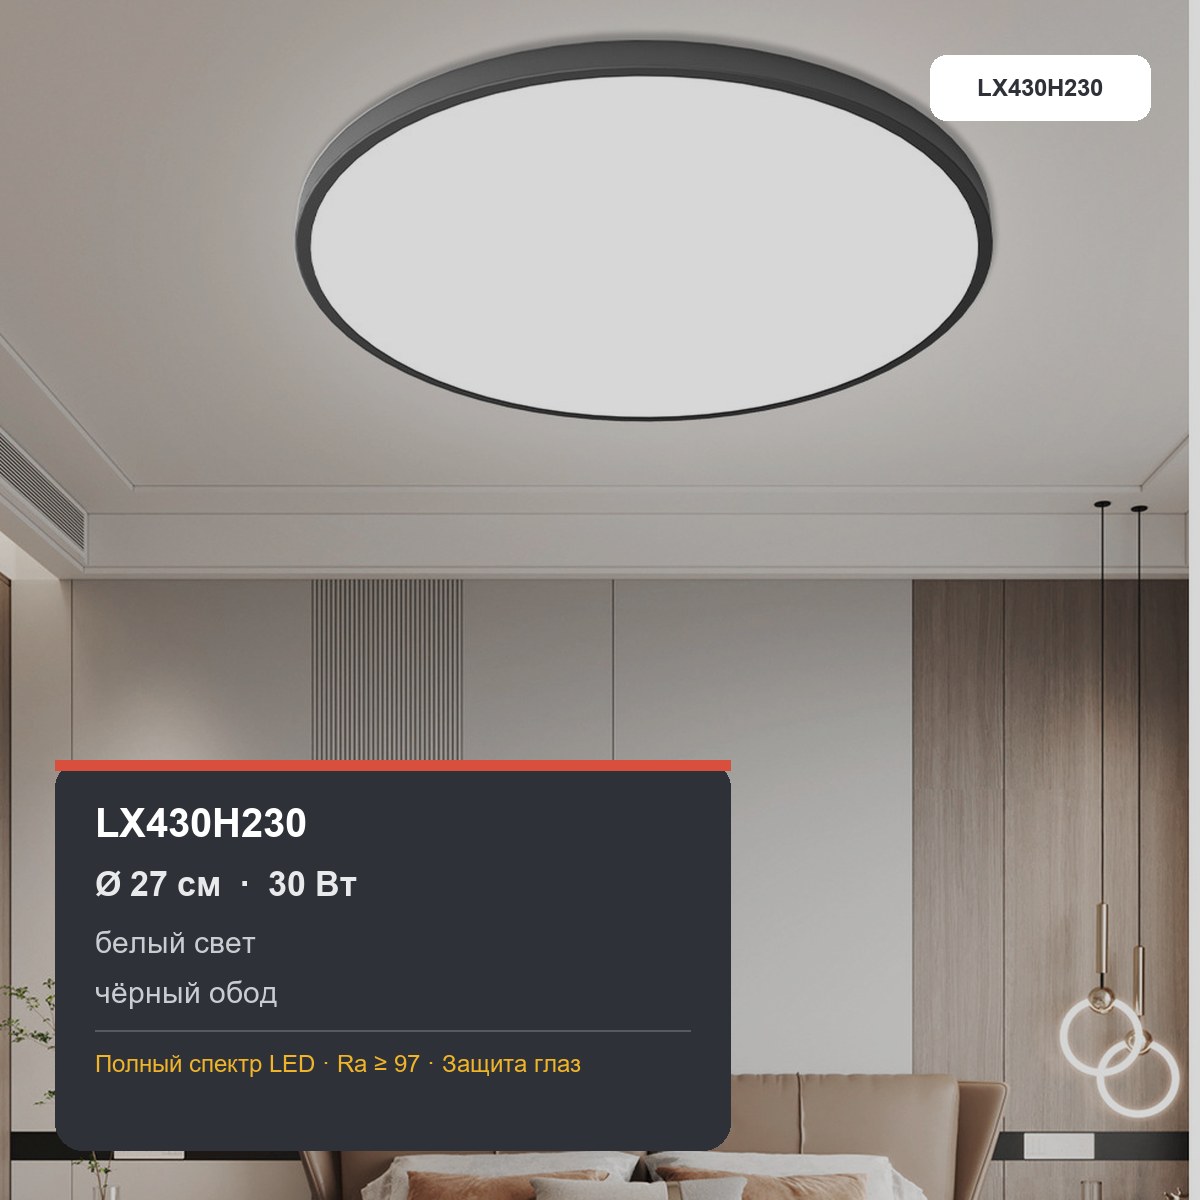 LX430H230
LX430H230
Ø 27 см · 30 Вт
белый свет
чёрный обод
Полный спектр LED · Ra ≥ 97 · Защита глаз